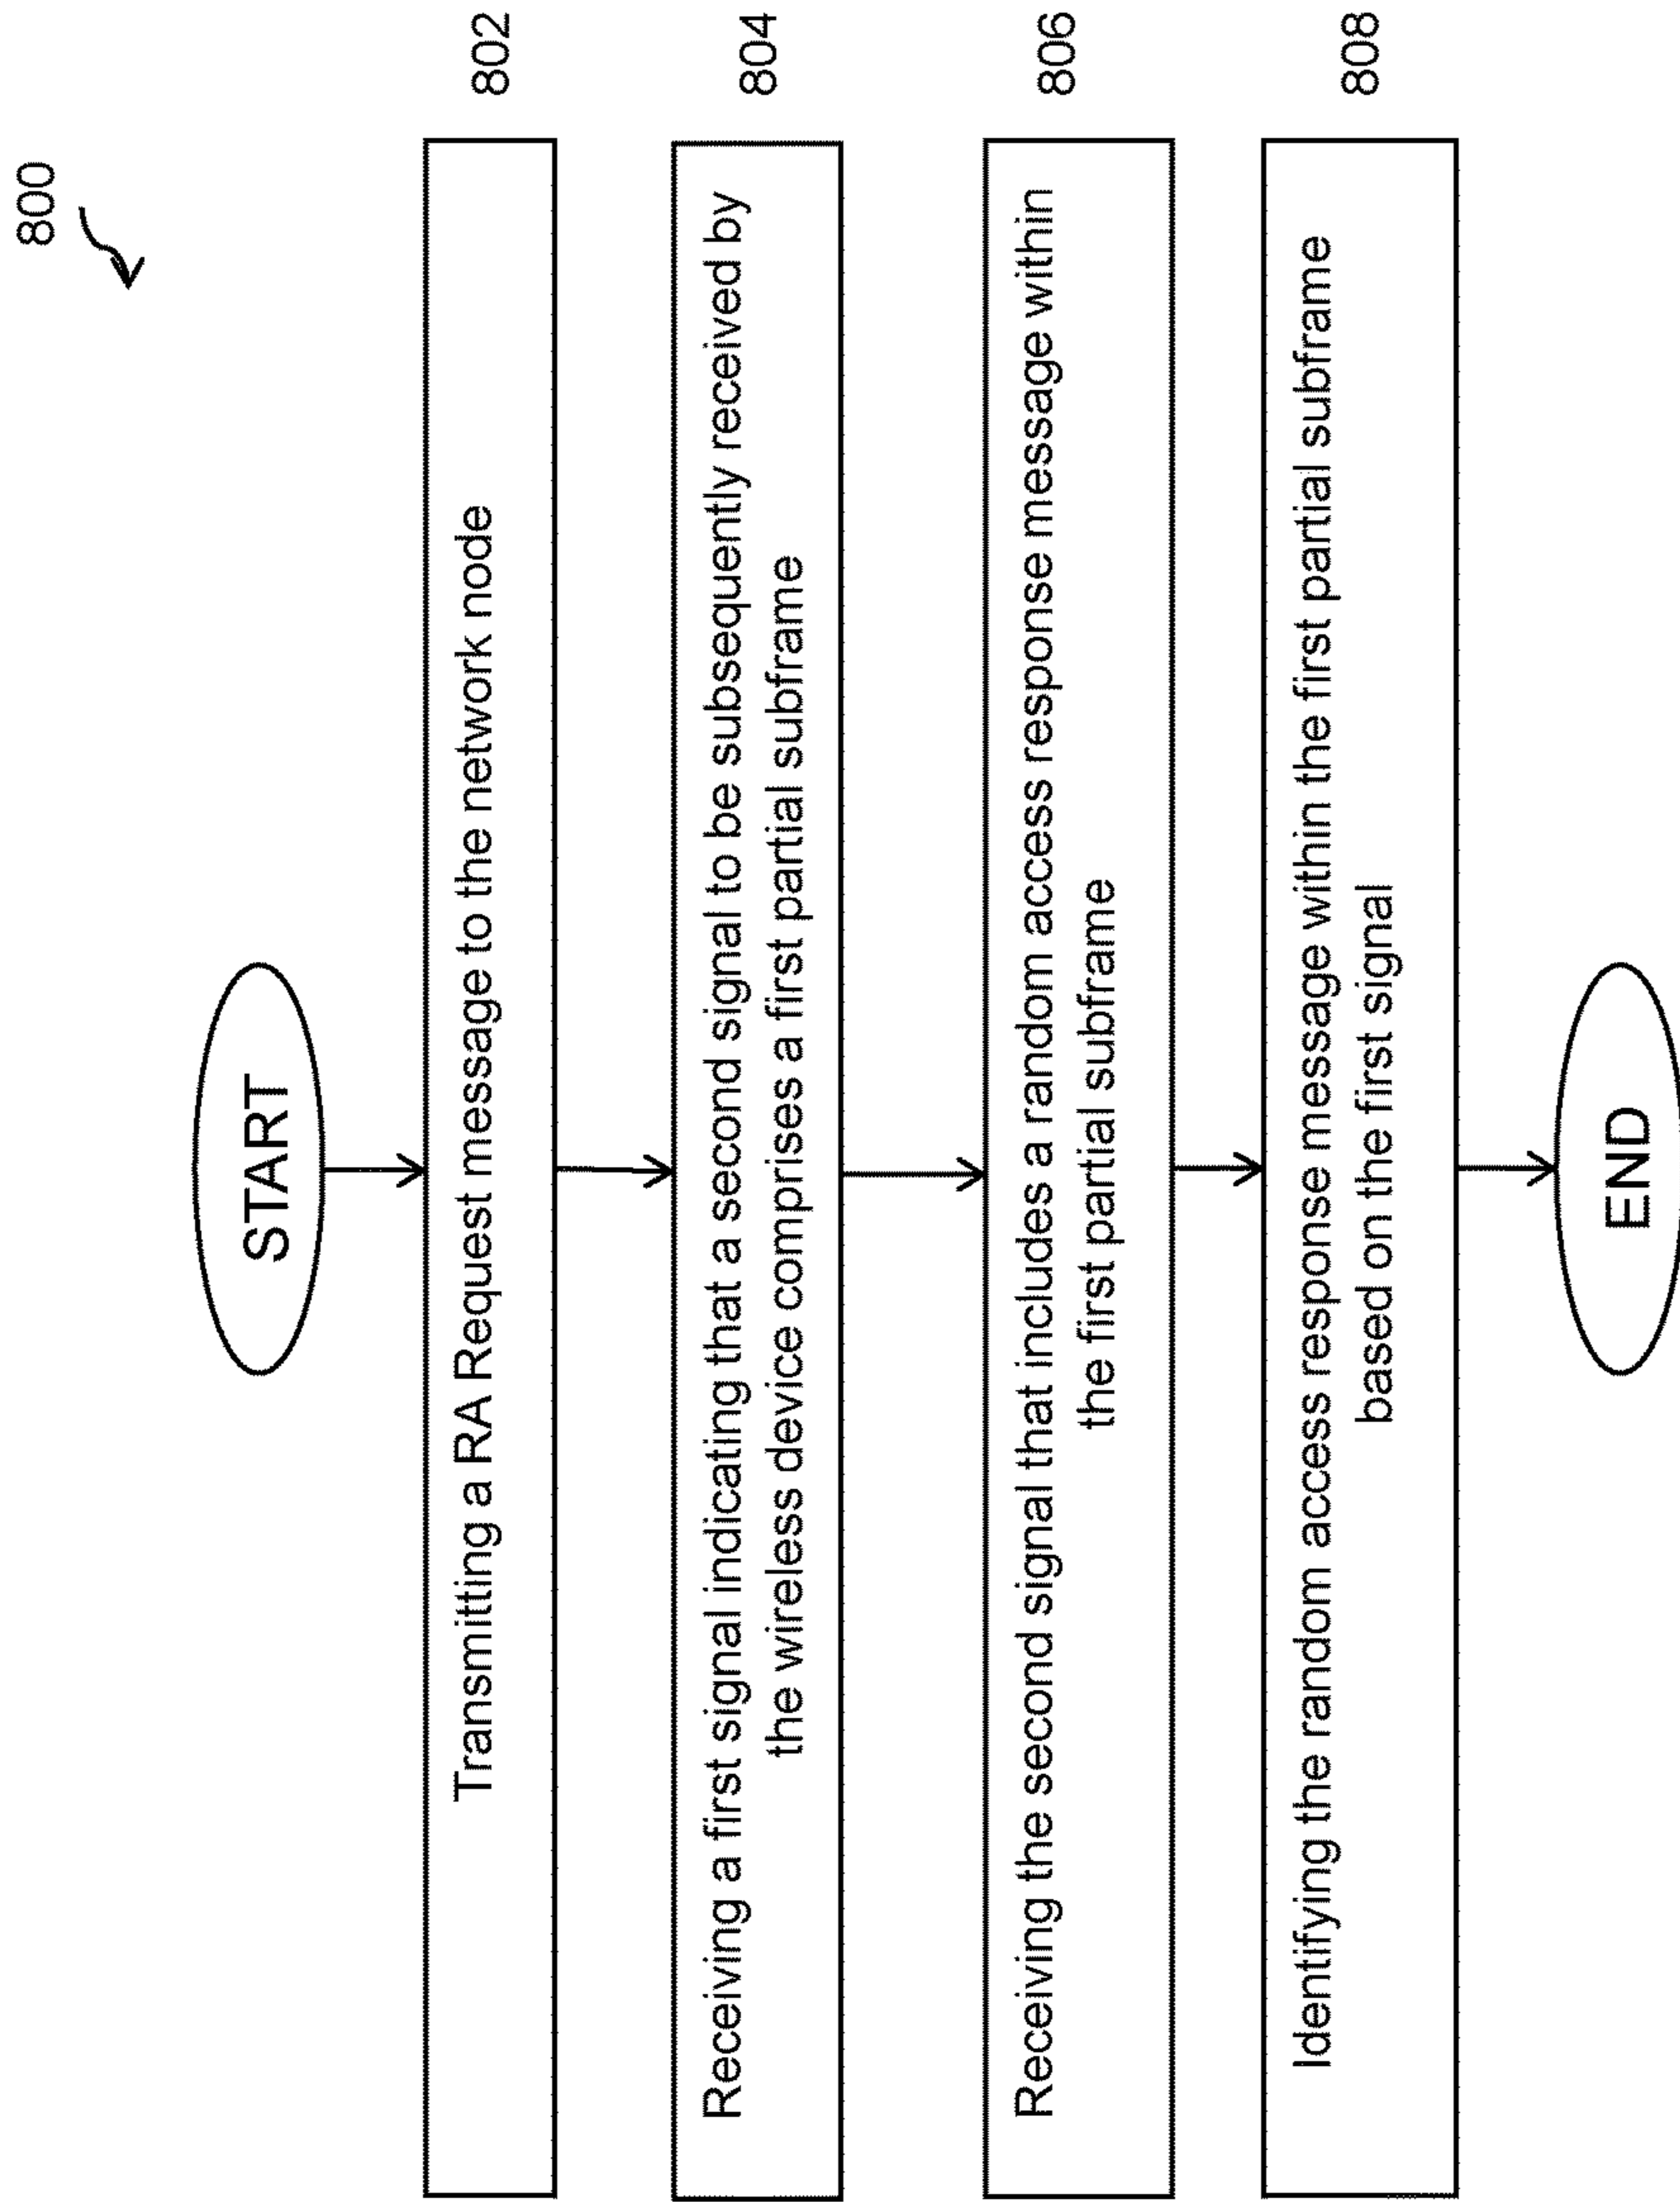 800
START
Transmitting a RA Request message to the network node
802
Receiving a first signal indicating that a second signal to be subsequently received by
the wireless device comprises a first partial subframe
804
Receiving the second signal that includes a random access response message within
the first partial subframe
806
Identifying the random access response message within the first partial subframe
based on the first signal
808
END